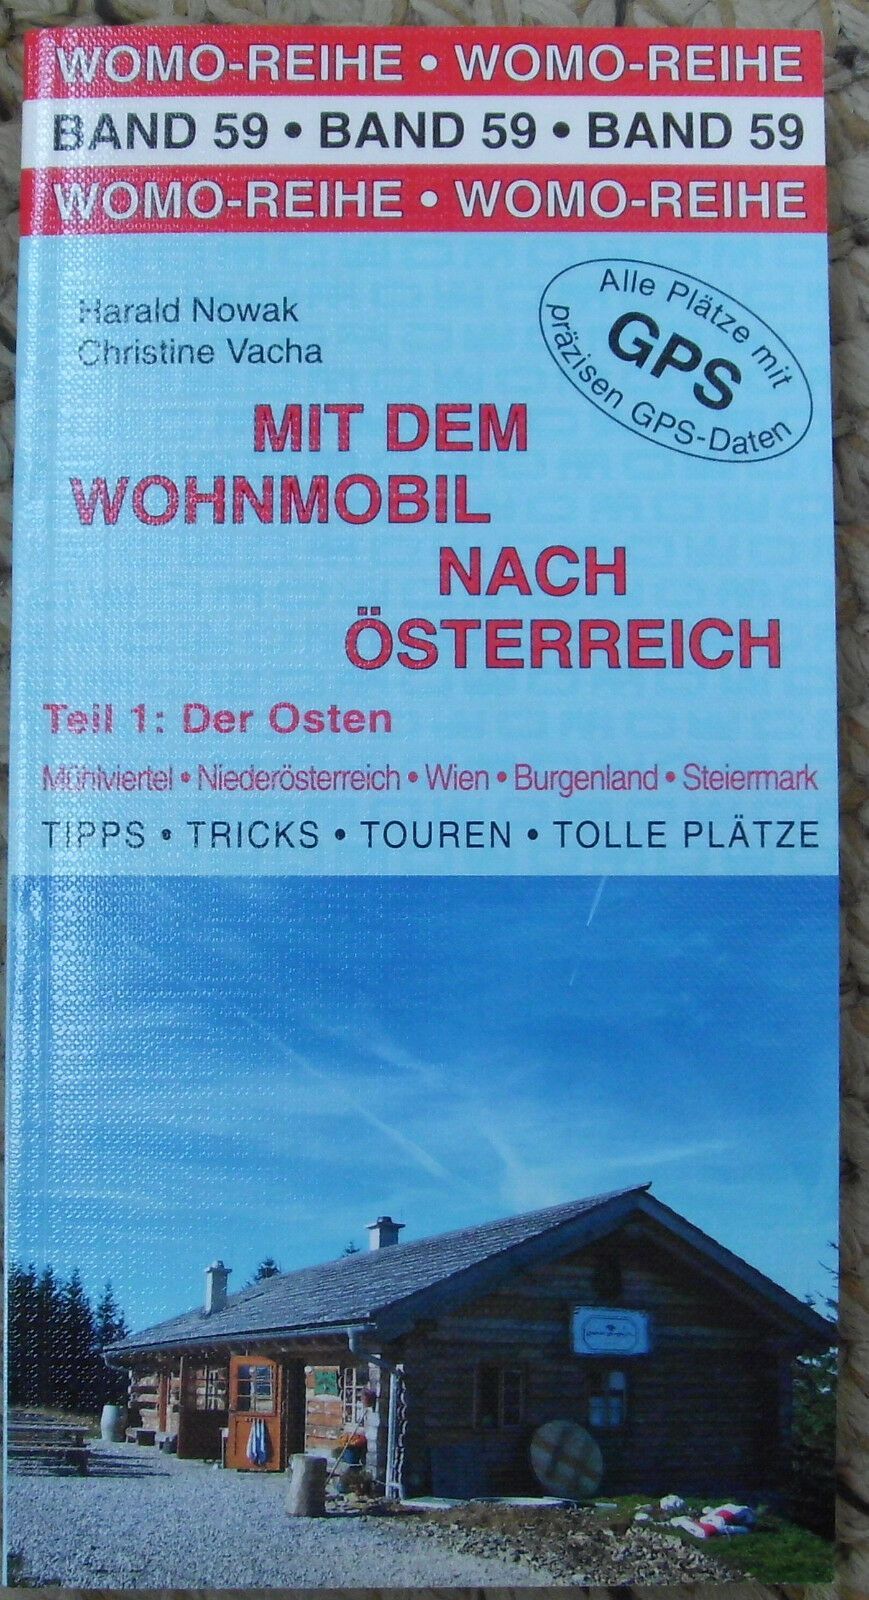 WOMO-REIHE • WOMO-REIHE
BAND 59 • BAND 59 • BAND 59
WOMO-REIHE • WOMO-REIHE
Harald Nowak
Christine Vacha
Alle Plätze mit
GPS
präzisen GPS-Daten
MIT DEM
WOHNMOBIL
NACH
ÖSTERREICH
Teil 1: Der Osten
Mühlviertel • Niederösterreich • Wien • Burgenland • Steiermark
TIPPS • TRICKS • TOUREN • TOLLE PLÄTZE